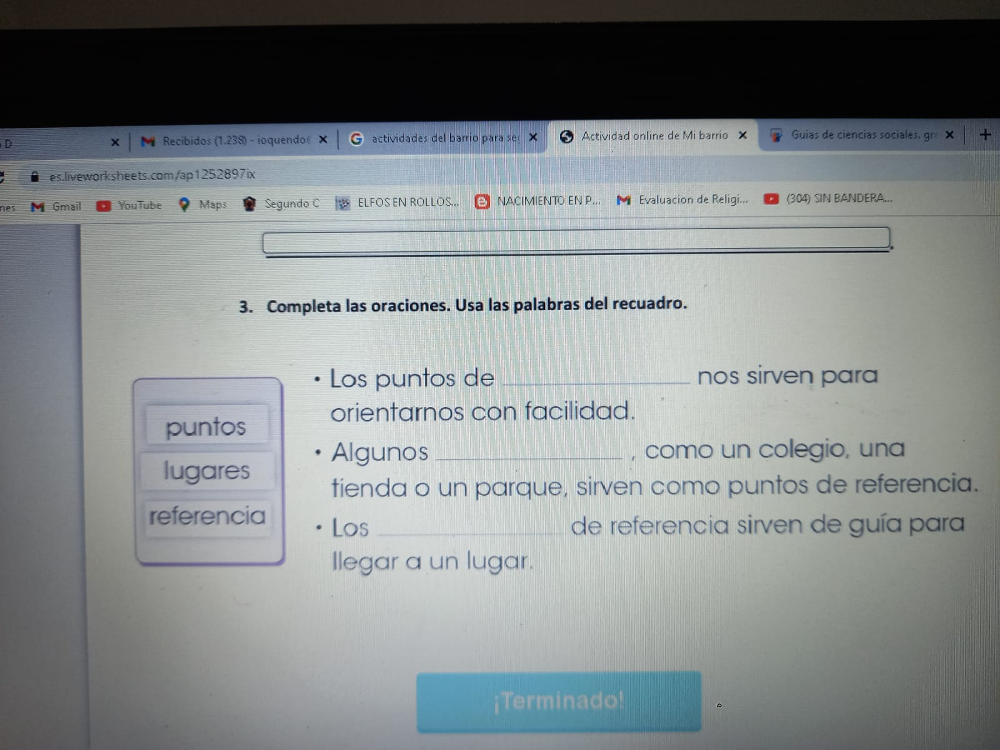 D
Recibidos (1.238) - ioquendo
actividades del barrio para se
Actividad online de Mi barrio
Guias de ciencias sociales. gr
es.liveworksheets.com/ap1252897ix
nes Gmail YouTube Maps Segundo C ELFOS EN ROLLOS... NACIMIENTO EN P... Evaluacion de Religi... (304) SIN BANDERA...
3. Completa las oraciones. Usa las palabras del recuadro.
puntos
lugares
referencia
• Los puntos de ____________ nos sirven para
orientarnos con facilidad.
• Algunos ____________, como un colegio, una
tienda o un parque, sirven como puntos de referencia.
• Los ____________ de referencia sirven de guía para
llegar a un lugar.
¡Terminado!